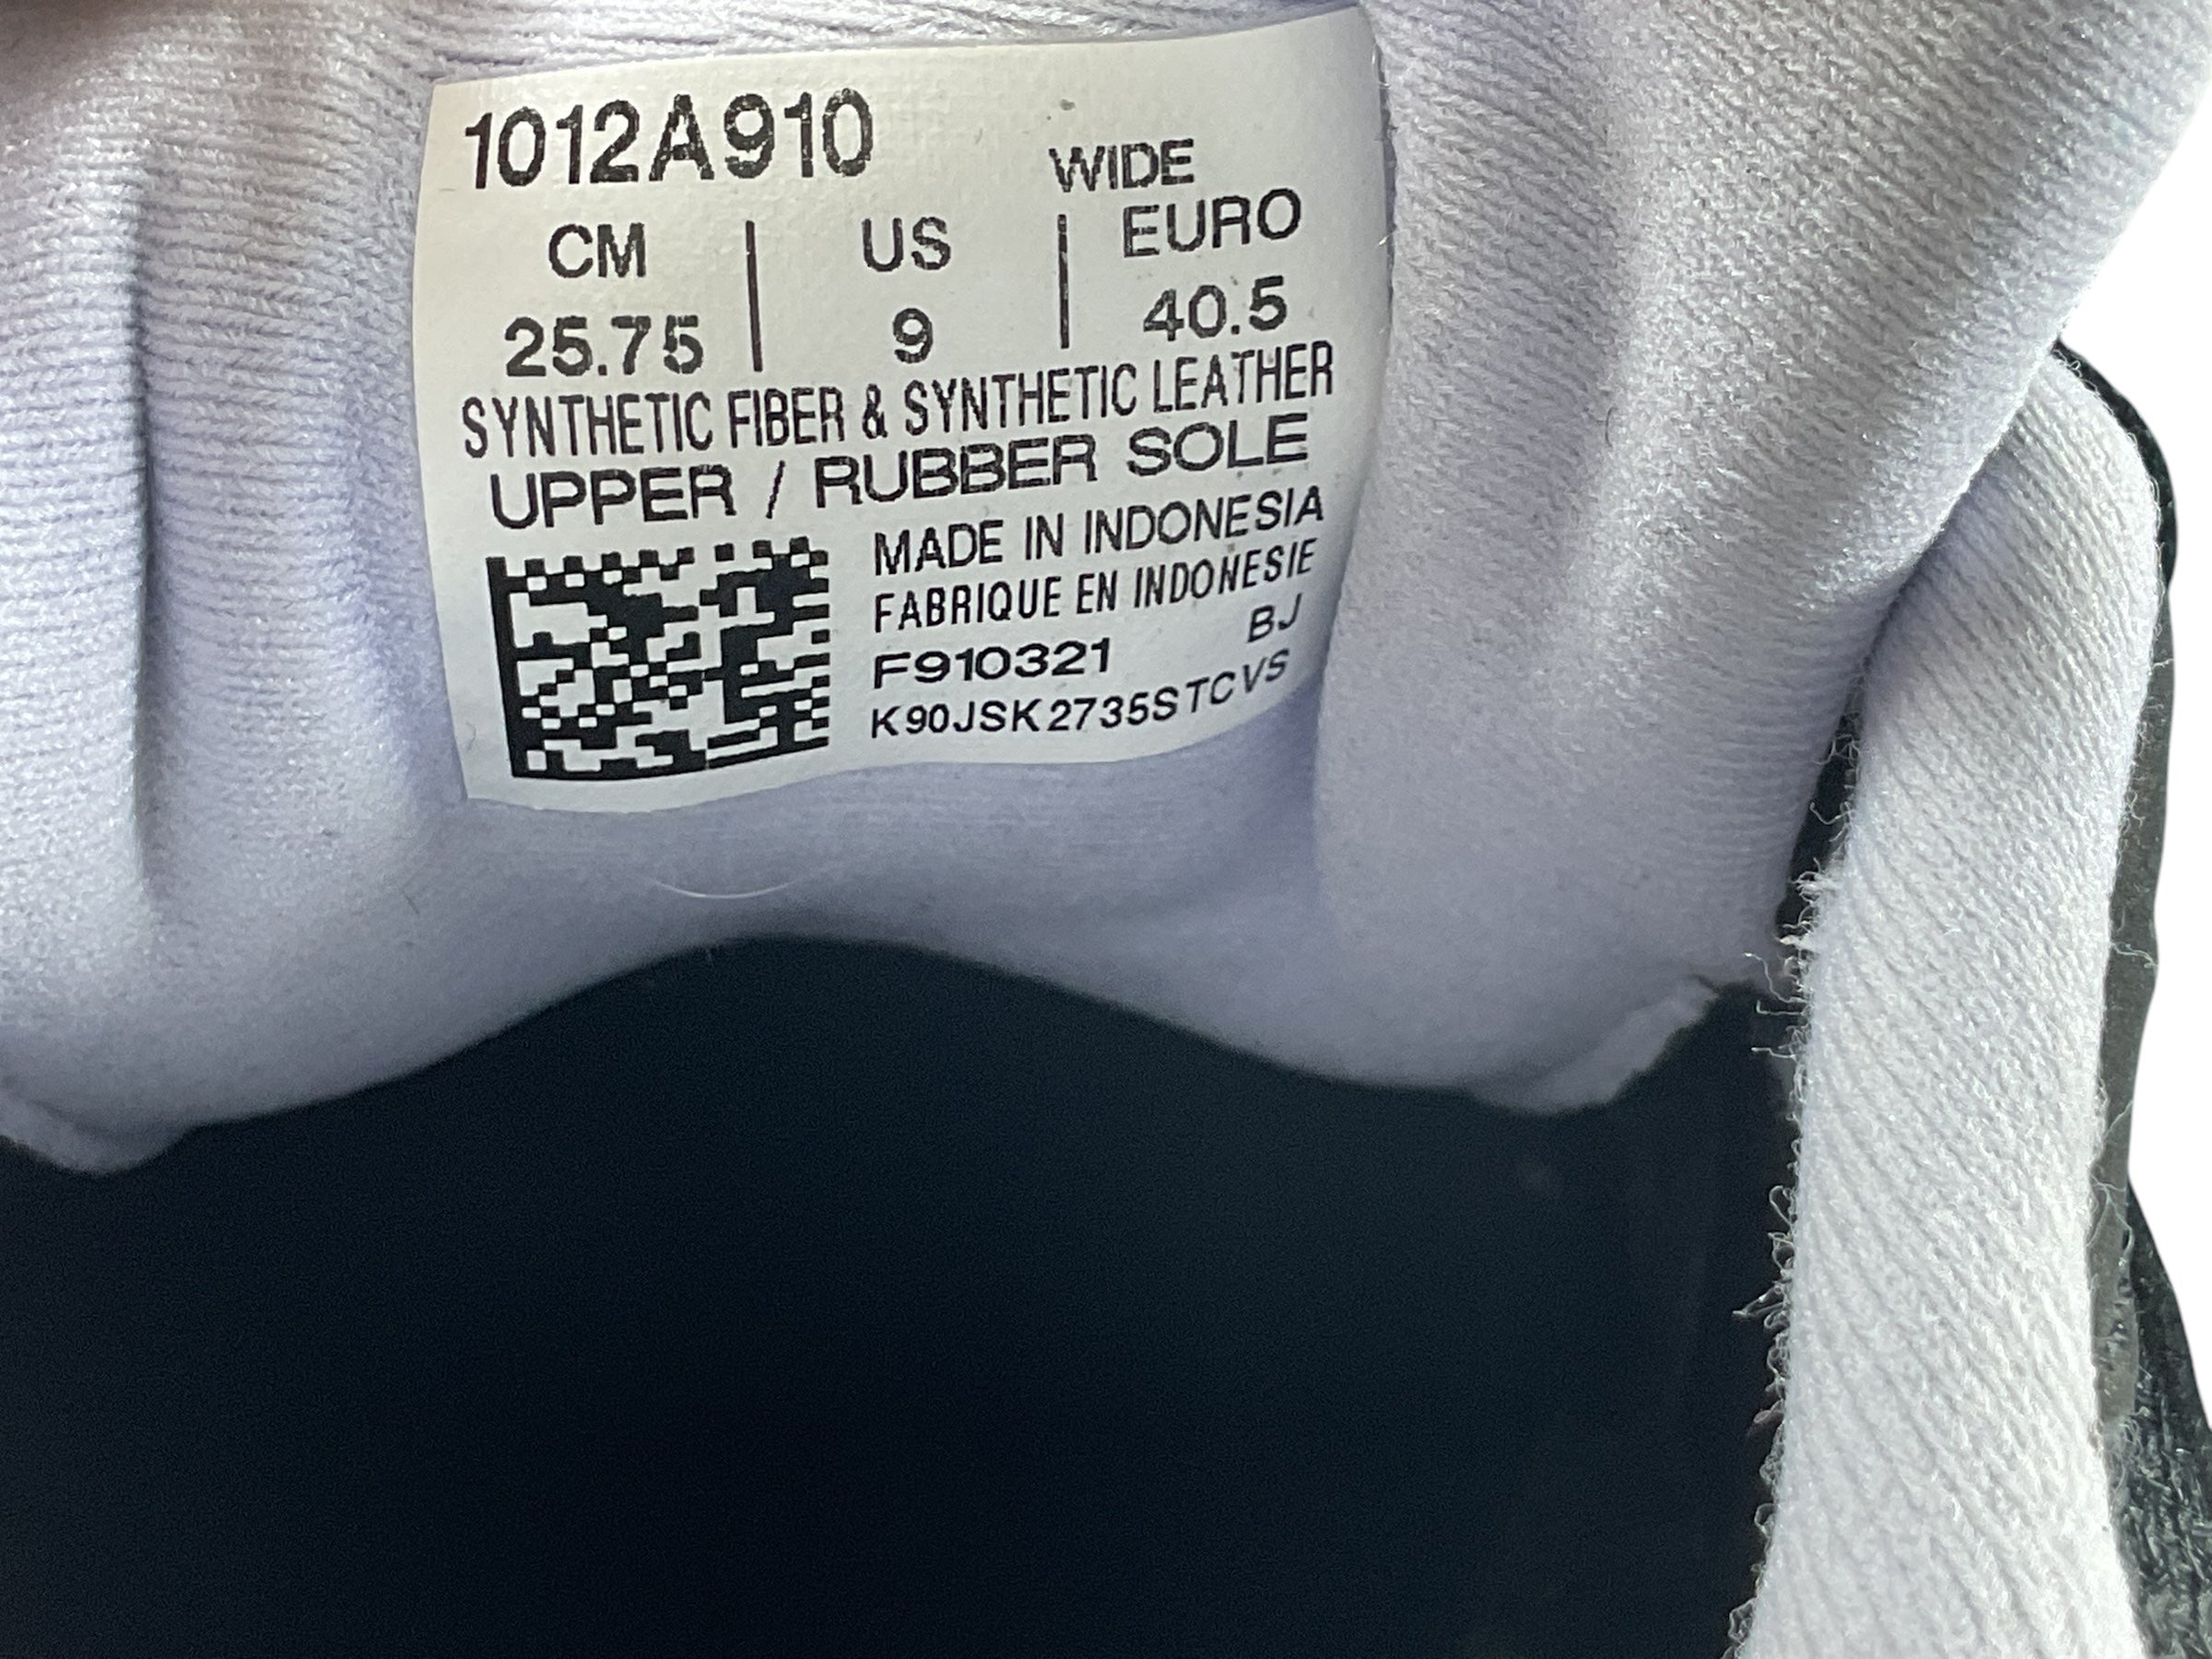 1012A910
WIDE
CM | US | EURO
25.75 | 9 | 40.5
SYNTHETIC FIBER & SYNTHETIC LEATHER
UPPER / RUBBER SOLE
MADE IN INDONESIA
FABRIQUE EN INDONESIE
BJ
F910321
K90JSK2735STCVS